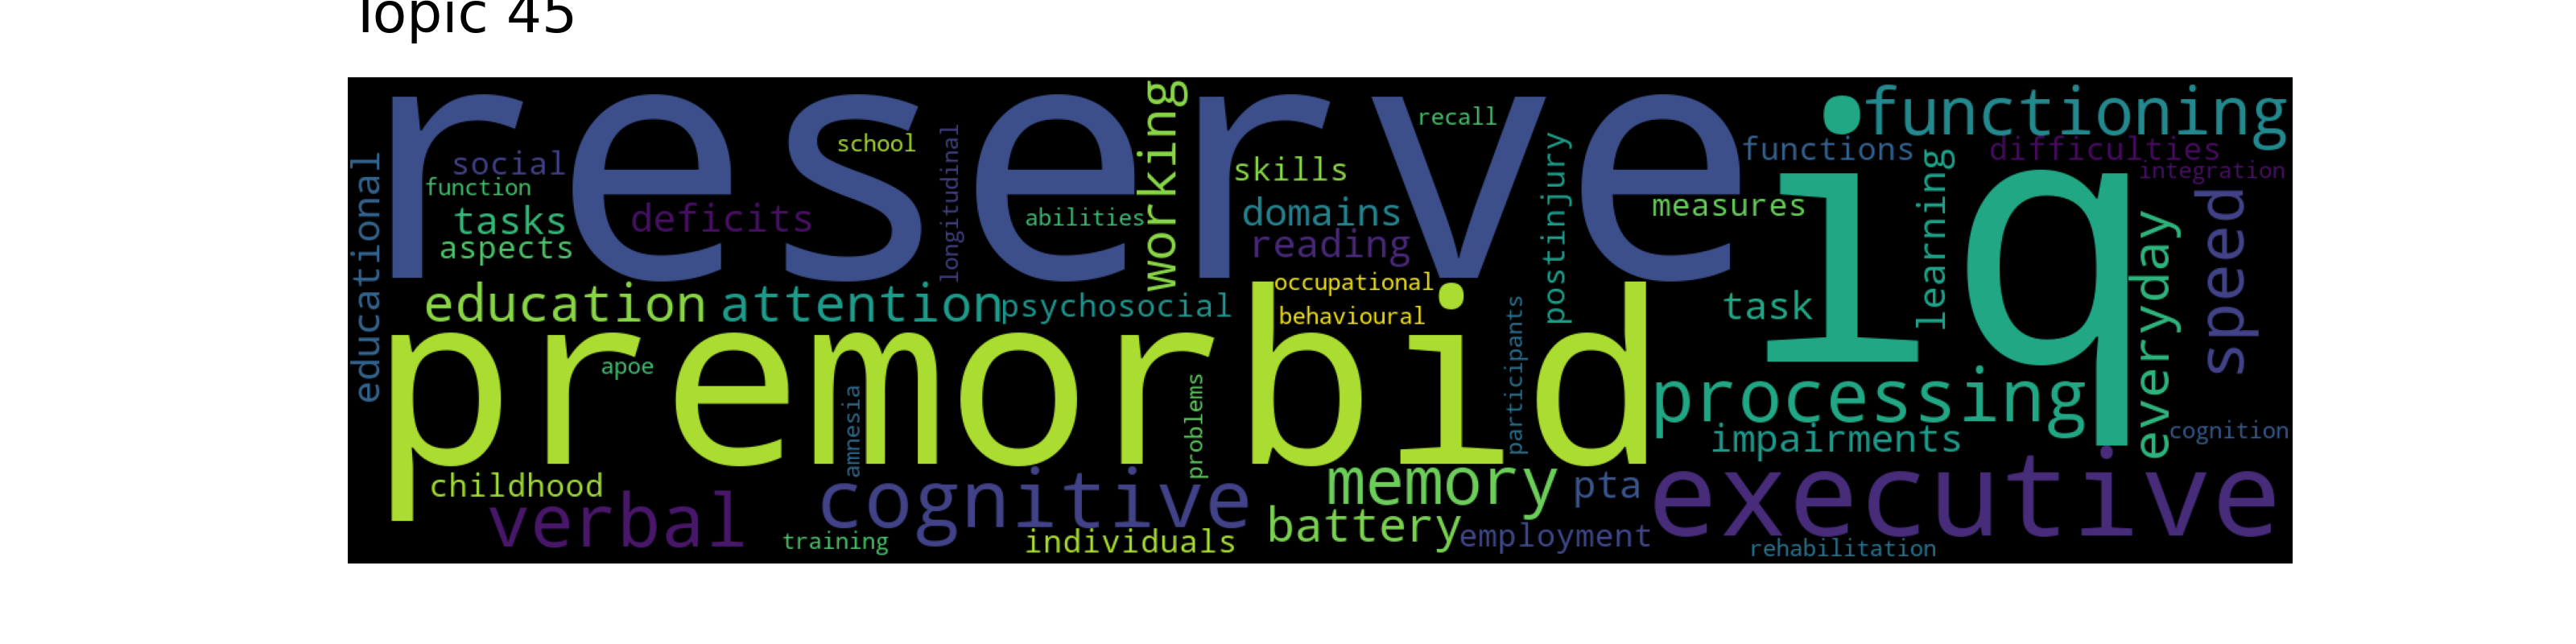 Topic 45
reserve
iq
premorbid
functioning
functions
difficulties
integration
educational
social
school
function
tasks
deficits
aspects
longitudinal
abilities
working
recall
skills
domains
reading
postinjury
measures
learning
everyday
speed
education
attention
psychosocial
occupational
behavioural
participants
task
processing
impairments
cognition
apoe
amnesia
problems
childhood
verbal
cognitive
memory
pta
executive
training
individuals
battery
employment
rehabilitation